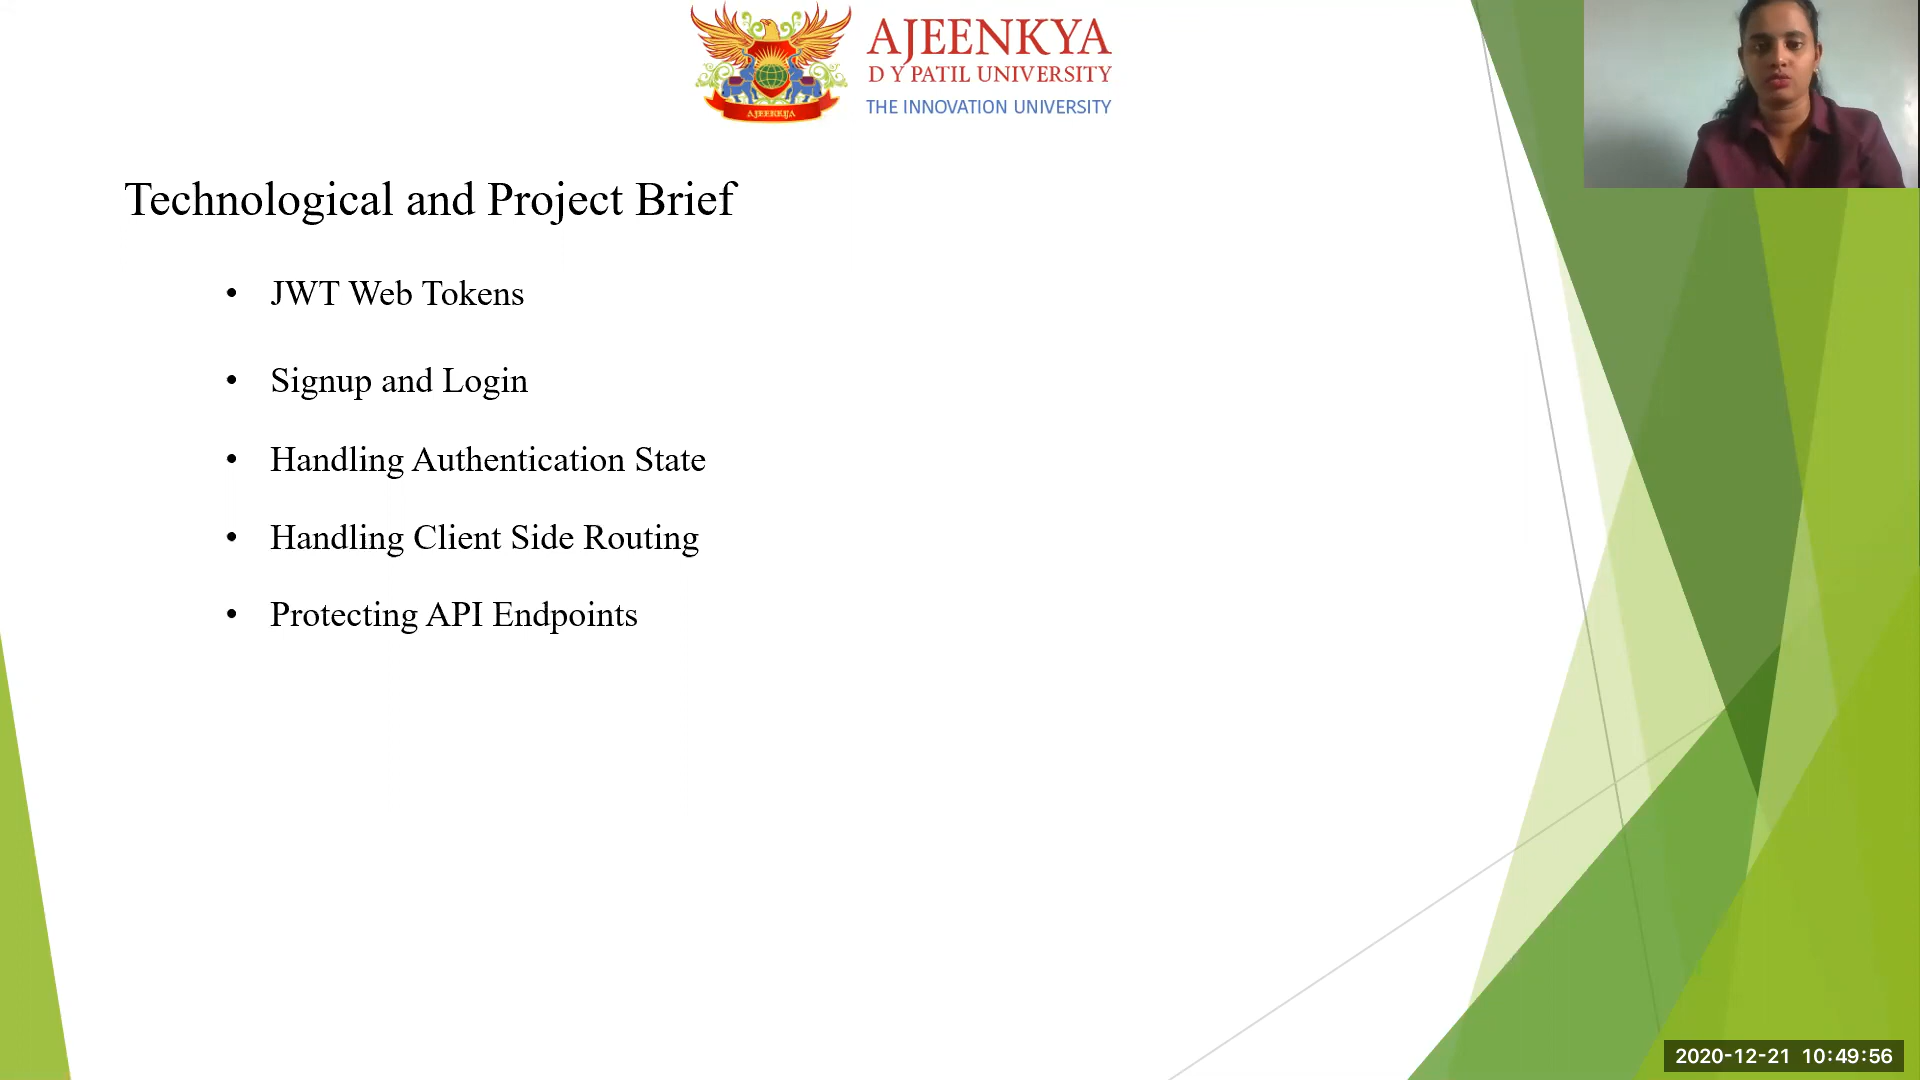 AJEENKYA
AJEENKYA
D Y PATIL UNIVERSITY
THE INNOVATION UNIVERSITY
Technological and Project Brief
• JWT Web Tokens
• Signup and Login
• Handling Authentication State
• Handling Client Side Routing
• Protecting API Endpoints
2020-12-21 10:49:56